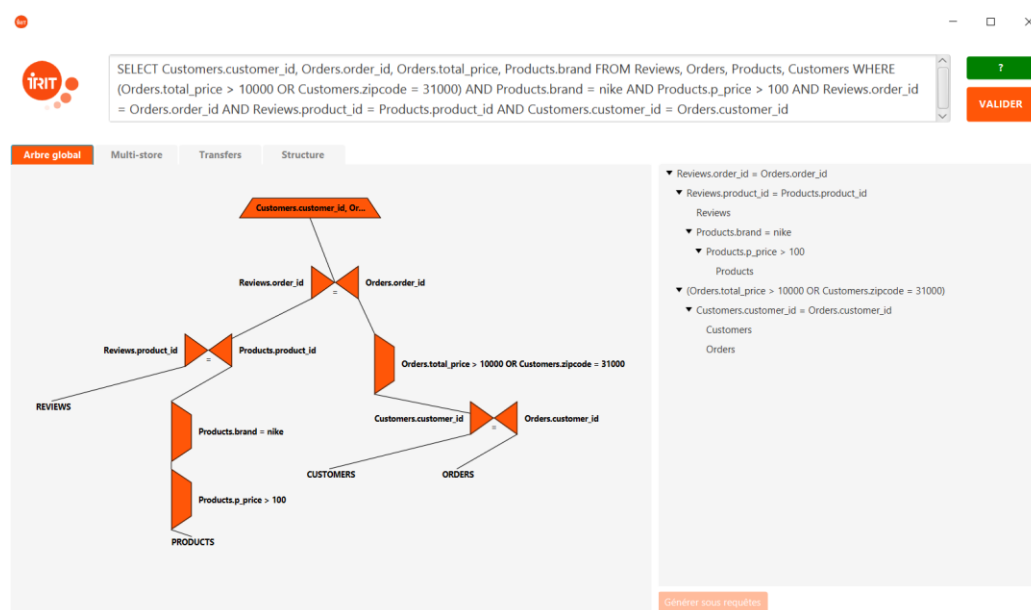 iRiT
SELECT Customers.customer_id, Orders.order_id, Orders.total_price, Products.brand FROM Reviews, Orders, Products, Customers WHERE
(Orders.total_price > 10000 OR Customers.zipcode = 31000) AND Products.brand = nike AND Products.p_price > 100 AND Reviews.order_id
= Orders.order_id AND Reviews.product_id = Products.product_id AND Customers.customer_id = Orders.customer_id
?
VALIDER
Arbre global Multi-store Transfers Structure
Customers.customer_id, Or...
Reviews.order_id = Orders.order_id
Reviews.product_id = Products.product_id
Orders.total_price > 10000 OR Customers.zipcode = 31000
REVIEWS
Products.brand = nike
Customers.customer_id = Orders.customer_id
CUSTOMERS
ORDERS
Products.p_price > 100
PRODUCTS
Reviews.order_id = Orders.order_id
Reviews.product_id = Products.product_id
Reviews
Products.brand = nike
Products.p_price > 100
Products
(Orders.total_price > 10000 OR Customers.zipcode = 31000)
Customers.customer_id = Orders.customer_id
Customers
Orders
Générer sous requêtes